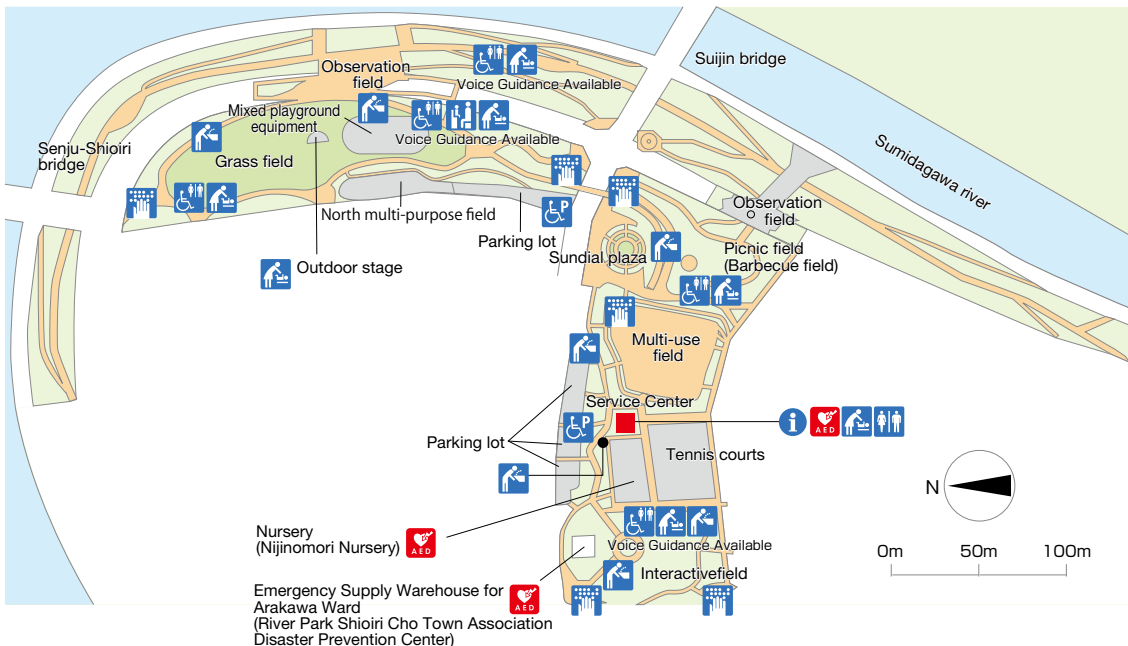 Suijin bridge
Observation
field
Voice Guidance Available
Mixed playground
equipment
Voice Guidance Available
Senju-Shioiri
bridge
Grass field
Sumidagawa river
North multi-purpose field
P
Parking lot
Observation
field
Sundial plaza
Picnic field
(Barbecue field)
Outdoor stage
Multi-use
field
Service Center
i
AED
P
Parking lot
Tennis courts
N
Nursery
(Nijinomori Nursery)
AED
Voice Guidance Available
0m 50m 100m
Interactivefield
Emergency Supply Warehouse for
Arakawa Ward
(River Park Shioiri Cho Town Association
Disaster Prevention Center)
AED